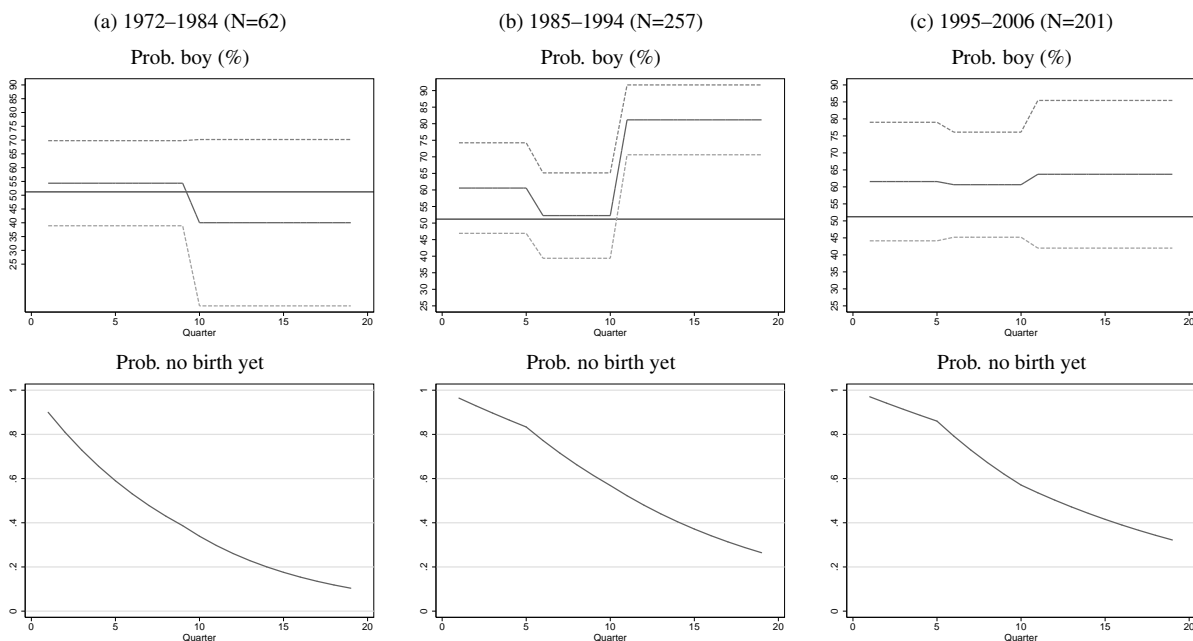 (a) 1972–1984 (N=62)
Prob. boy (%)
25 30 35 40 45 50 55 60 65 70 75 80 85 90
0 5 10 15 20
Quarter
Prob. no birth yet
0 .2 .4 .6 .8 1
0 5 10 15 20
Quarter
(b) 1985–1994 (N=257)
Prob. boy (%)
25 30 35 40 45 50 55 60 65 70 75 80 85 90
0 5 10 15 20
Quarter
Prob. no birth yet
0 .2 .4 .6 .8 1
0 5 10 15 20
Quarter
(c) 1995–2006 (N=201)
Prob. boy (%)
25 30 35 40 45 50 55 60 65 70 75 80 85 90
0 5 10 15 20
Quarter
Prob. no birth yet
0 .2 .4 .6 .8 1
0 5 10 15 20
Quarter